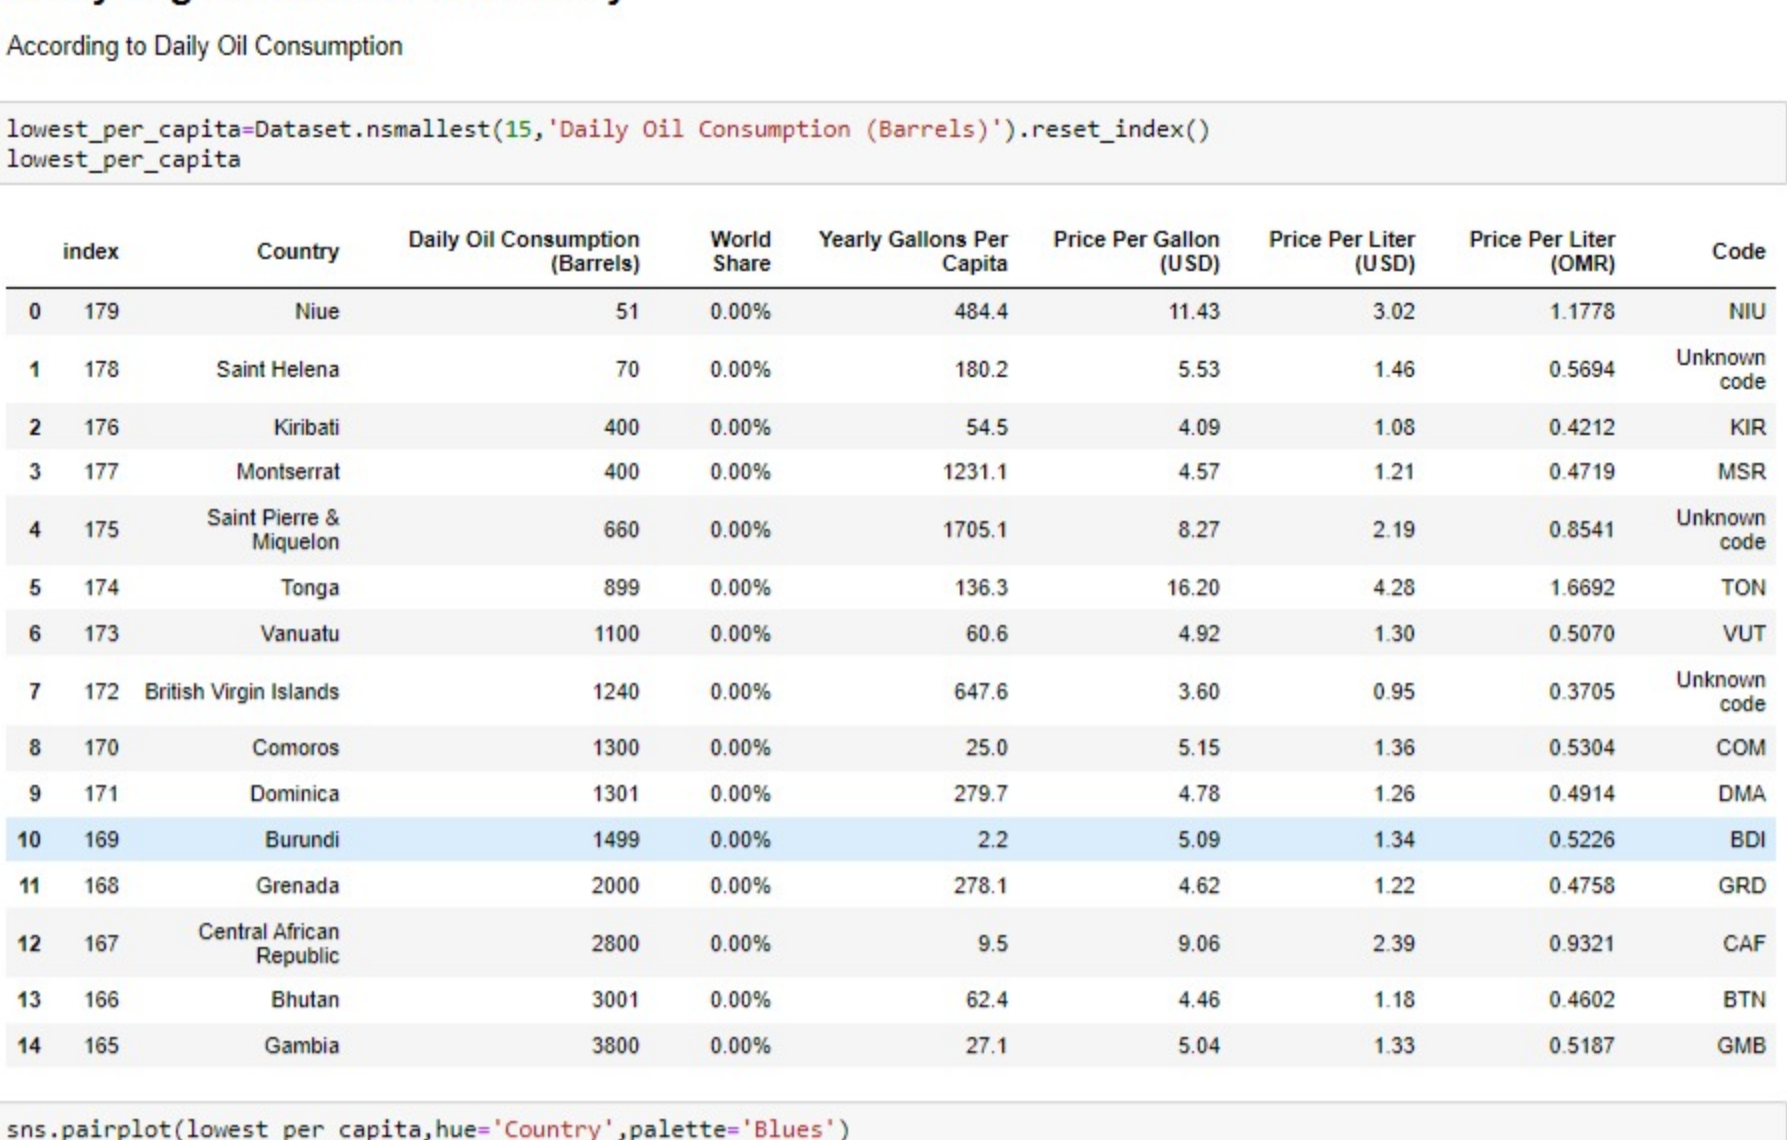 According to Daily Oil Consumption
lowest_per_capita=Dataset.nsmallest(15,'Daily Oil Consumption (Barrels)').reset_index()
lowest_per_capita
index Country Daily Oil Consumption (Barrels) World Share Yearly Gallons Per Capita Price Per Gallon (USD) Price Per Liter (USD) Price Per Liter (OMR) Code
0 179 Niue 51 0.00% 484.4 11.43 3.02 1.1778 NIU
1 178 Saint Helena 70 0.00% 180.2 5.53 1.46 0.5694 Unknown code
2 176 Kiribati 400 0.00% 54.5 4.09 1.08 0.4212 KIR
3 177 Montserrat 400 0.00% 1231.1 4.57 1.21 0.4719 MSR
4 175 Saint Pierre & Miquelon 660 0.00% 1705.1 8.27 2.19 0.8541 Unknown code
5 174 Tonga 899 0.00% 136.3 16.20 4.28 1.6692 TON
6 173 Vanuatu 1100 0.00% 60.6 4.92 1.30 0.5070 VUT
7 172 British Virgin Islands 1240 0.00% 647.6 3.60 0.95 0.3705 Unknown code
8 170 Comoros 1300 0.00% 25.0 5.15 1.36 0.5304 COM
9 171 Dominica 1301 0.00% 279.7 4.78 1.26 0.4914 DMA
10 169 Burundi 1499 0.00% 2.2 5.09 1.34 0.5226 BDI
11 168 Grenada 2000 0.00% 278.1 4.62 1.22 0.4758 GRD
12 167 Central African Republic 2800 0.00% 9.5 9.06 2.39 0.9321 CAF
13 166 Bhutan 3001 0.00% 62.4 4.46 1.18 0.4602 BTN
14 165 Gambia 3800 0.00% 27.1 5.04 1.33 0.5187 GMB
sns.pairplot(lowest_per_capita,hue='Country',palette='Blues')